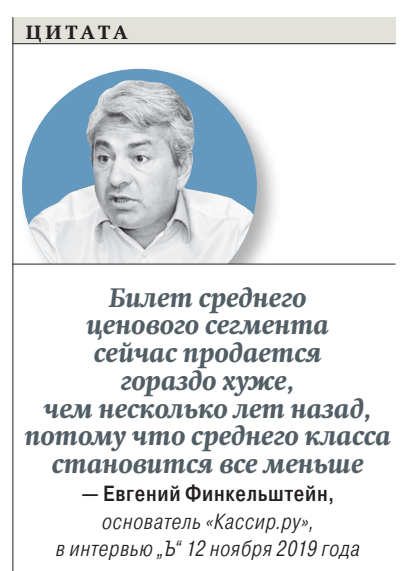 ЦИТАТА
Билет среднего
ценового сегмента
сейчас продается
гораздо хуже,
чем несколько лет назад,
потому что среднего класса
становится все меньше
— Евгений Финкельштейн,
основатель «Кассир.ру»,
в интервью „Ъ“ 12 ноября 2019 года